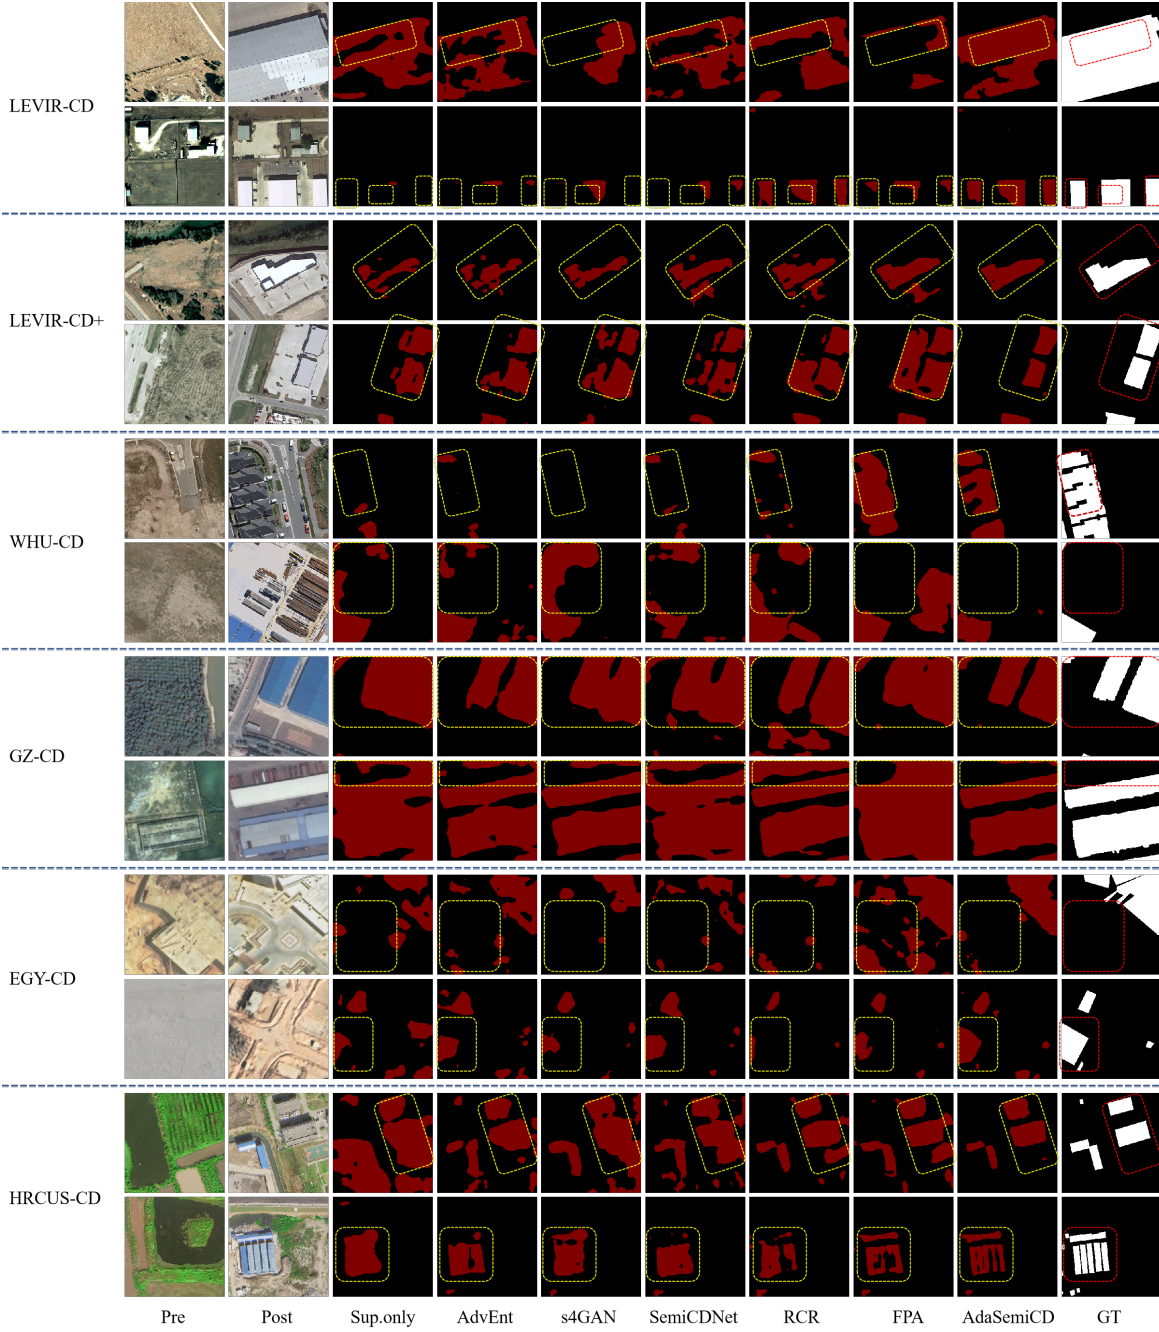 LEVIR-CD
LEVIR-CD+
WHU-CD
GZ-CD
EGY-CD
HRCUS-CD
Pre Post Sup.only AdvEnt s4GAN SemiCDNet RCR FPA AdaSemiCD GT